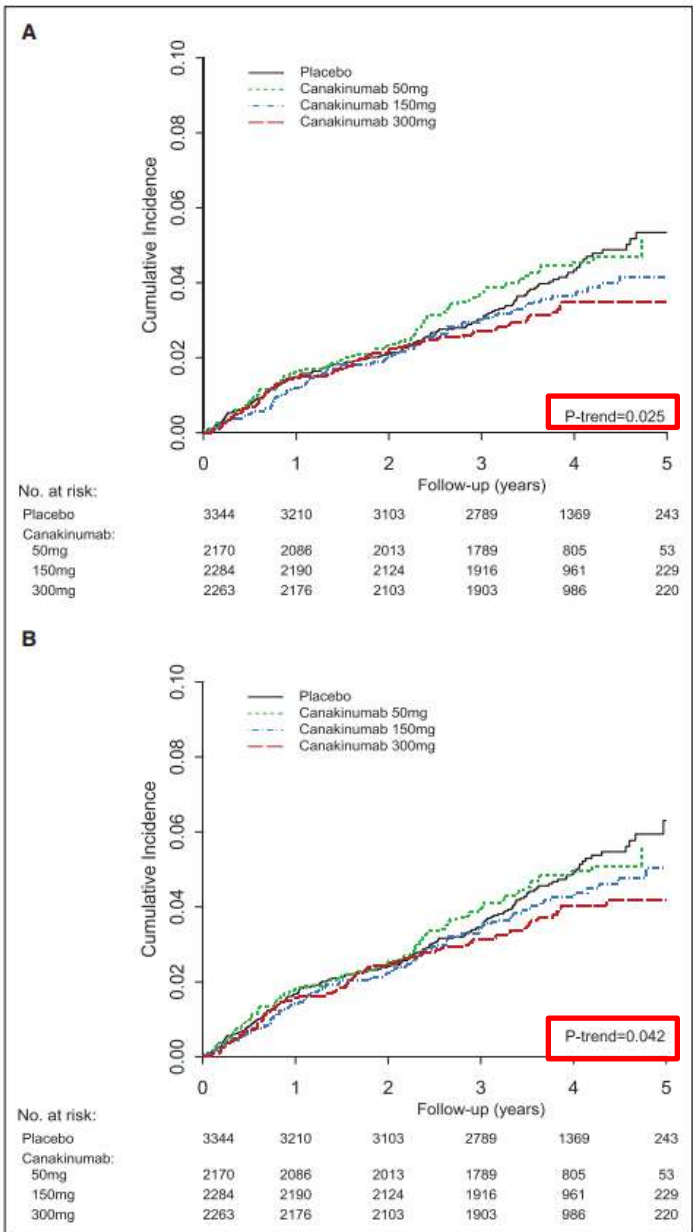 A
Placebo
Canakinumab 50mg
Canakinumab 150mg
Canakinumab 300mg
Cumulative Incidence
0.10
0.08
0.06
0.04
0.02
0.00
P-trend=0.025
0 1 2 3 4 5
Follow-up (years)
No. at risk:
Placebo 3344 3210 3103 2789 1369 243
Canakinumab:
50mg 2170 2086 2013 1789 805 53
150mg 2284 2190 2124 1916 961 229
300mg 2263 2176 2103 1903 986 220
B
Placebo
Canakinumab 50mg
Canakinumab 150mg
Canakinumab 300mg
Cumulative Incidence
0.10
0.08
0.06
0.04
0.02
0.00
P-trend=0.042
0 1 2 3 4 5
Follow-up (years)
No. at risk:
Placebo 3344 3210 3103 2789 1369 243
Canakinumab:
50mg 2170 2086 2013 1789 805 53
150mg 2284 2190 2124 1916 961 229
300mg 2263 2176 2103 1903 986 220